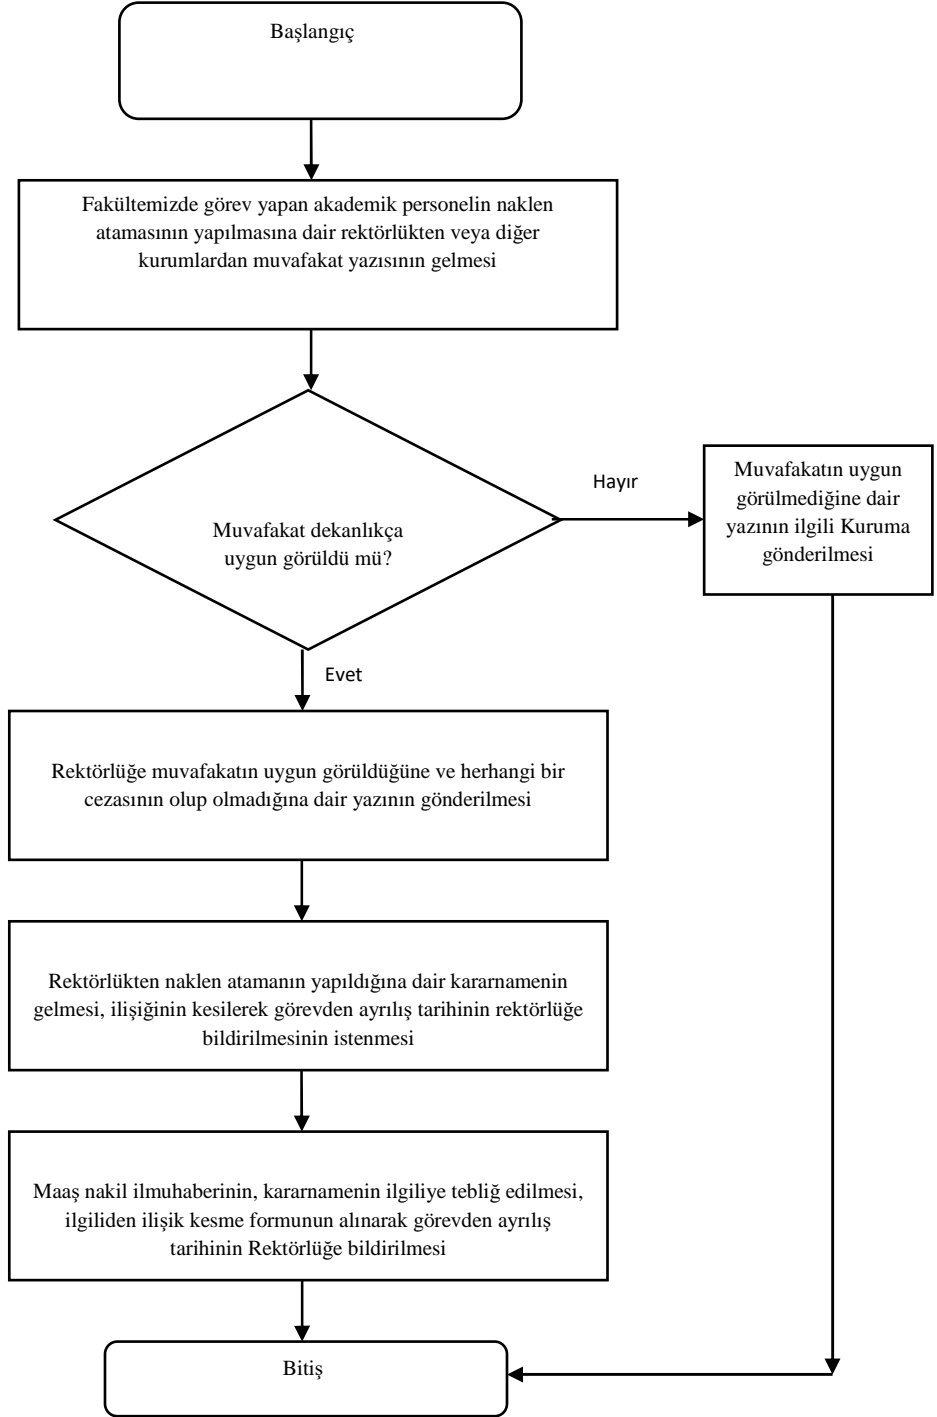 Başlangıç
Fakültemizde görev yapan akademik personelin naklen
atamasının yapılmasına dair rektörlükten veya diğer
kurumlardan muvafakat yazısının gelmesi
Muvafakat dekanlıkça
uygun görüldü mü?
Hayır
Muvafakatın uygun
görülmediğine dair
yazının ilgili Kuruma
gönderilmesi
Evet
Rektörlüğe muvafakatın uygun görüldüğüne ve herhangi bir
cezasının olup olmadığına dair yazının gönderilmesi
Rektörlükten naklen atamanın yapıldığına dair kararnamenin
gelmesi, ilişiğinin kesilerek görevden ayrılış tarihinin rektörlüğe
bildirilmesinin istenmesi
Maaş nakil ilmuhaberinin, kararnamenin ilgiliye tebliğ edilmesi,
ilgiliden ilişik kesme formunun alınarak görevden ayrılış
tarihinin Rektörlüğe bildirilmesi
Bitiş